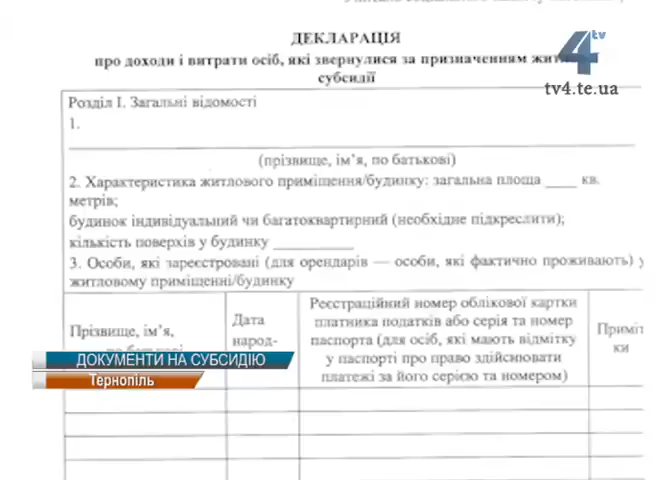 ДЕКЛАРАЦІЯ
про доходи і витрати осіб, які звернулися за призначенням
субсидії
4 tv
tv4.te.ua
Розділ І. Загальні відомості
1.
(прізвище, ім'я, по батькові)
2. Характеристика житлового приміщення/будинку: загальна площа ____ кв.
метрів;
будинок індивідуальний чи багатоквартирний (необхідне підкреслити);
кількість поверхів у будинку __________
3. Особи, які зареєстровані (для орендарів — особи, які фактично проживають) у
житловому приміщенні/будинку
Прізвище, ім'я,
по батькові
Дата
народ-
Реєстраційний номер облікової картки
платника податків або серія та номер
паспорта (для осіб, які мають відмітку
у паспорті про право здійснювати
платежі за його серією та номером)
Приміт
ки
ДОКУМЕНТИ НА СУБСИДІЮ
Тернопіль